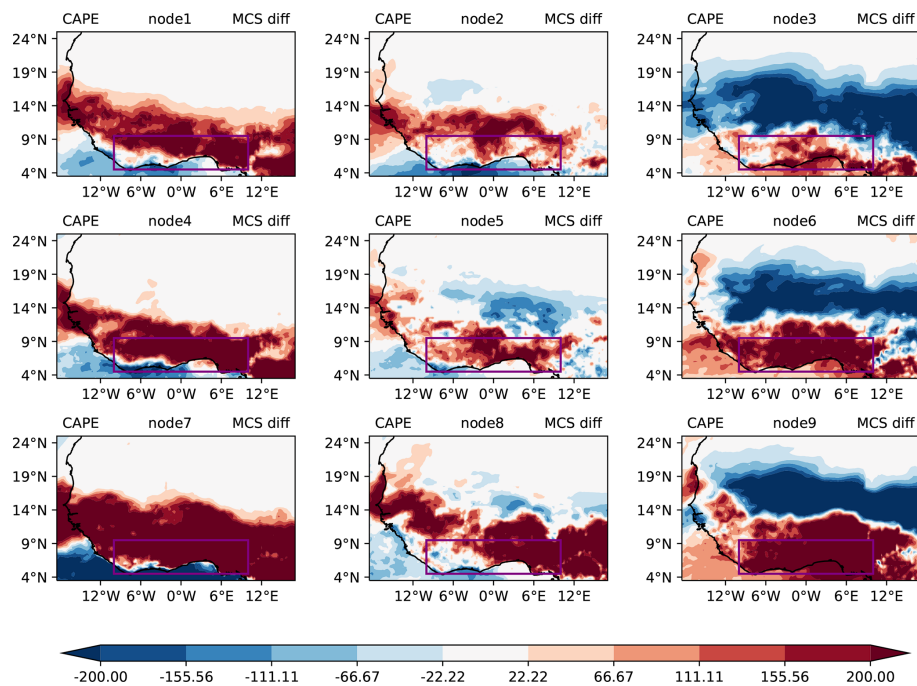 CAPE node1 MCS diff CAPE node2 MCS diff CAPE node3 MCS diff
24°N 24°N 24°N
19°N 19°N 19°N
14°N 14°N 14°N
9°N 9°N 9°N
4°N 4°N 4°N
12°W 6°W 0°W 6°E 12°E 12°W 6°W 0°W 6°E 12°E 12°W 6°W 0°W 6°E 12°E
CAPE node4 MCS diff CAPE node5 MCS diff CAPE node6 MCS diff
24°N 24°N 24°N
19°N 19°N 19°N
14°N 14°N 14°N
9°N 9°N 9°N
4°N 4°N 4°N
12°W 6°W 0°W 6°E 12°E 12°W 6°W 0°W 6°E 12°E 12°W 6°W 0°W 6°E 12°E
CAPE node7 MCS diff CAPE node8 MCS diff CAPE node9 MCS diff
24°N 24°N 24°N
19°N 19°N 19°N
14°N 14°N 14°N
9°N 9°N 9°N
4°N 4°N 4°N
12°W 6°W 0°W 6°E 12°E 12°W 6°W 0°W 6°E 12°E 12°W 6°W 0°W 6°E 12°E
-200.00 -155.56 -111.11 -66.67 -22.22 22.22 66.67 111.11 155.56 200.00